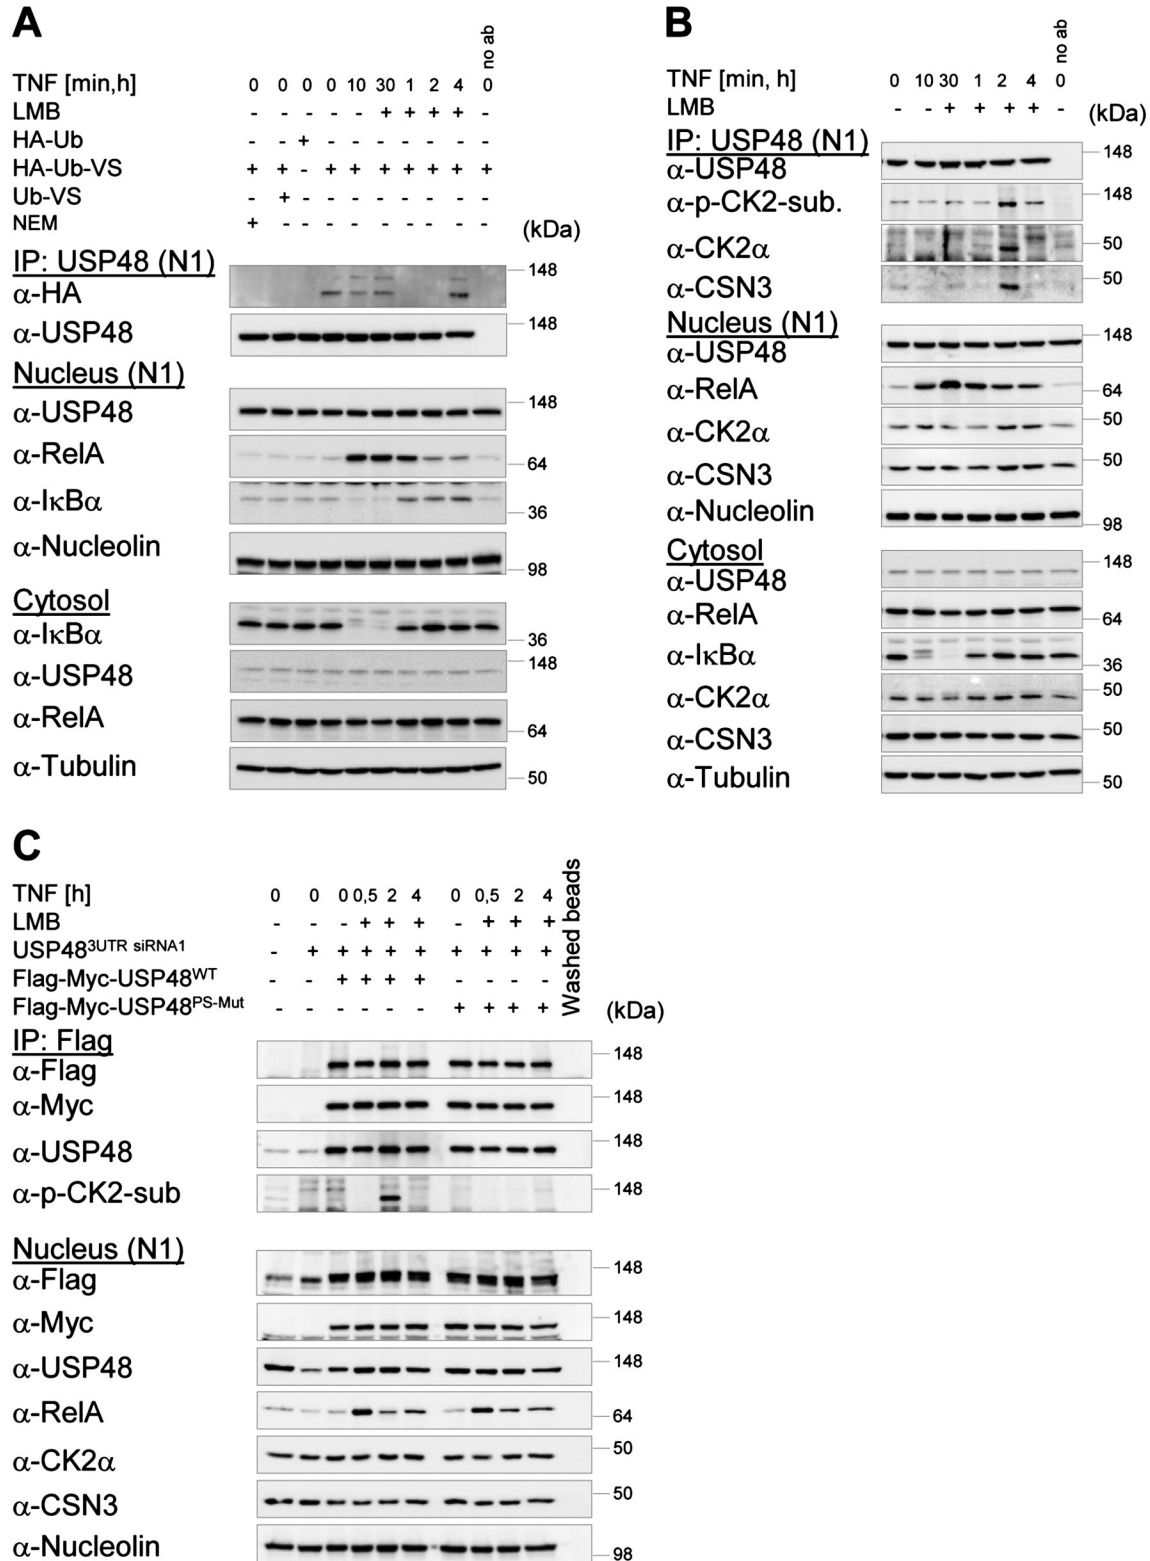 A
no ab
TNF [min,h] 0 0 0 0 10 30 1 2 4 0
LMB - - - - - + + + + -
HA-Ub - - + - - - - - - -
HA-Ub-VS + + - + + + + + + +
Ub-VS - + - - - - - - - -
NEM + - - - - - - - - -
(kDa)
IP: USP48 (N1)
α-HA 148
α-USP48 148
Nucleus (N1)
α-USP48 148
α-RelA 64
α-IκBα 36
α-Nucleolin 98
Cytosol
α-IκBα 36
α-USP48 148
α-RelA 64
α-Tubulin 50
B
no ab
TNF [min, h] 0 10 30 1 2 4 0
LMB - - + + + + -
(kDa)
IP: USP48 (N1)
α-USP48 148
α-p-CK2-sub. 148
α-CK2α 50
α-CSN3 50
Nucleus (N1)
α-USP48 148
α-RelA 64
α-CK2α 50
α-CSN3 50
α-Nucleolin 98
Cytosol
α-USP48 148
α-RelA 64
α-IκBα 36
α-CK2α 50
α-CSN3 50
α-Tubulin 50
C
Washed beads
TNF [h] 0 0 0 0,5 2 4 0 0,5 2 4
LMB - - - + + + - + + +
USP48³ᵁᵀᴿ ˢⁱᴿᴺᴬ¹ - + + + + + + + + +
Flag-Myc-USP48ᵂᵀ - - + + + + - - - -
Flag-Myc-USP48ᴾˢ⁻ᴹᵘᵗ - - - - - - + + + +
(kDa)
IP: Flag
α-Flag 148
α-Myc 148
α-USP48 148
α-p-CK2-sub 148
Nucleus (N1)
α-Flag 148
α-Myc 148
α-USP48 148
α-RelA 64
α-CK2α 50
α-CSN3 50
α-Nucleolin 98